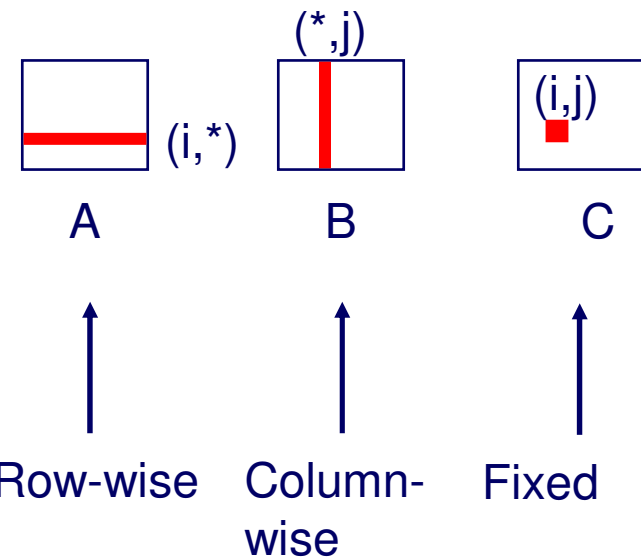 (*,j)
(i,*)
(i,j)
A
B
C
Row-wise
Column-
wise
Fixed